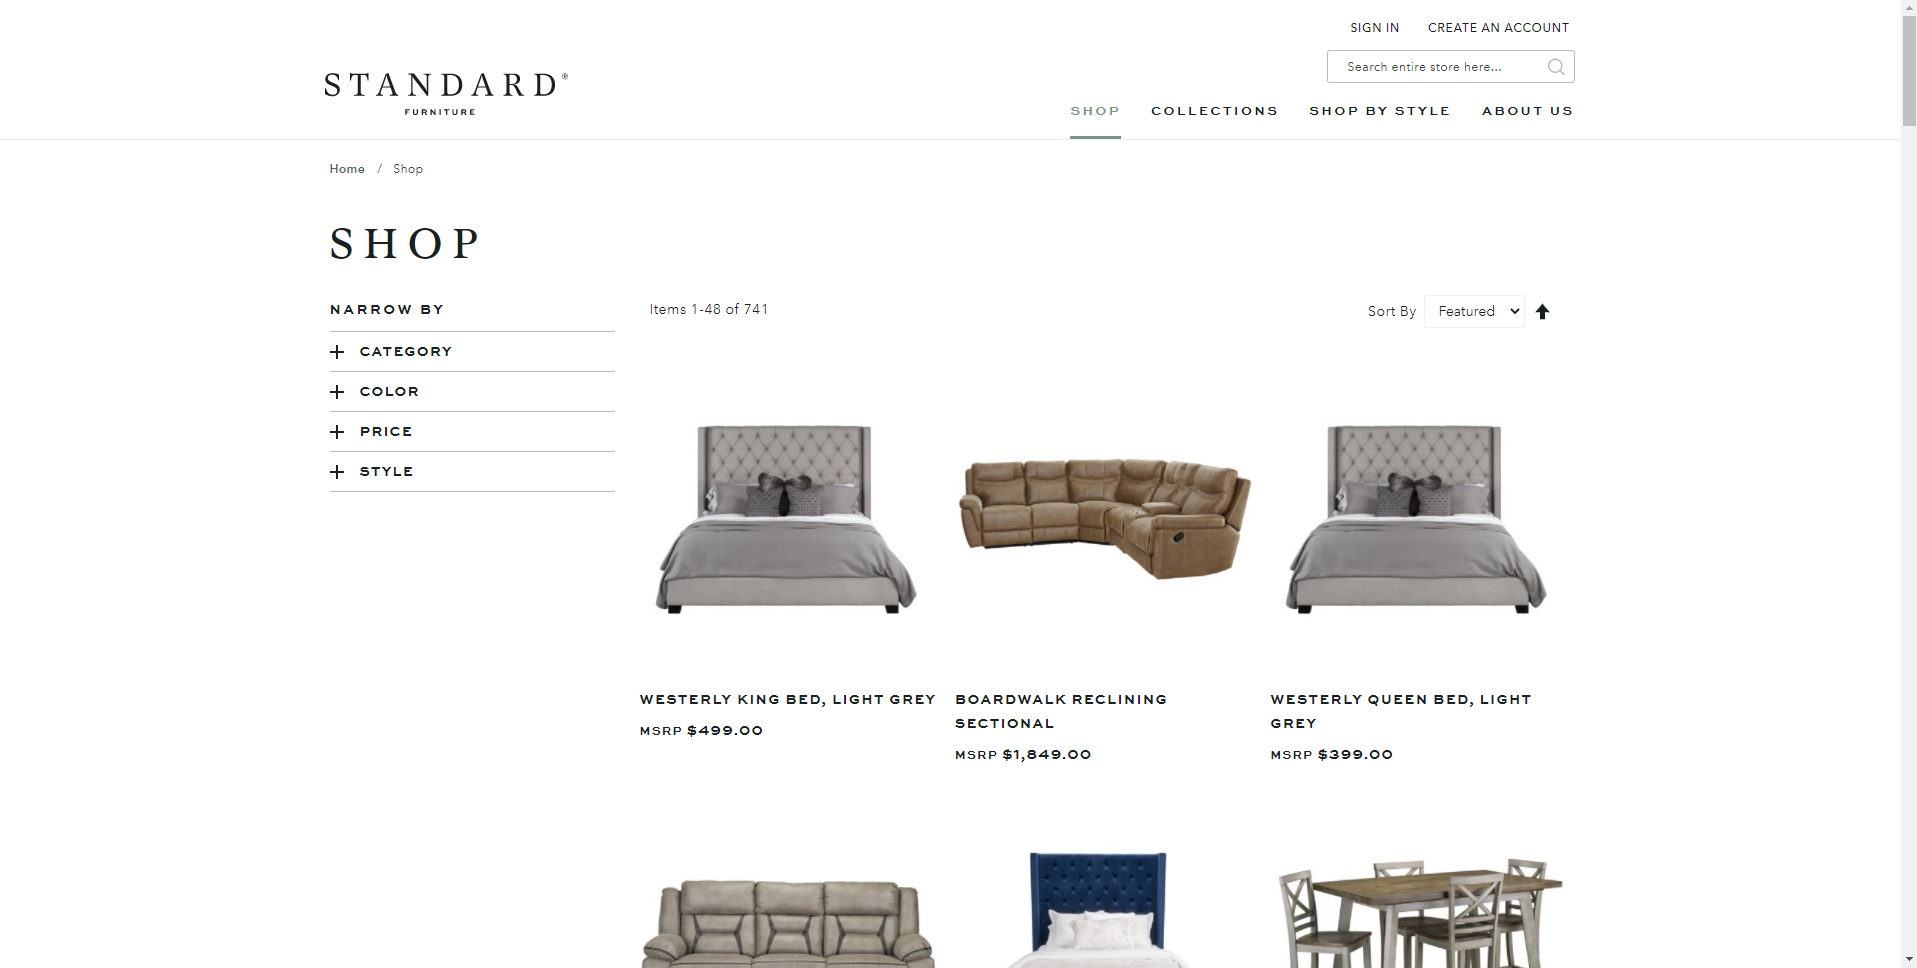 SIGN IN CREATE AN ACCOUNT
Search entire store here...
STANDARD®
FURNITURE
SHOP COLLECTIONS SHOP BY STYLE ABOUT US
Home / Shop
SHOP
NARROW BY
CATEGORY
COLOR
PRICE
STYLE
Items 1-48 of 741
Sort By Featured
WESTERLY KING BED, LIGHT GREY
MSRP $499.00
BOARDWALK RECLINING
SECTIONAL
MSRP $1,849.00
WESTERLY QUEEN BED, LIGHT
GREY
MSRP $399.00